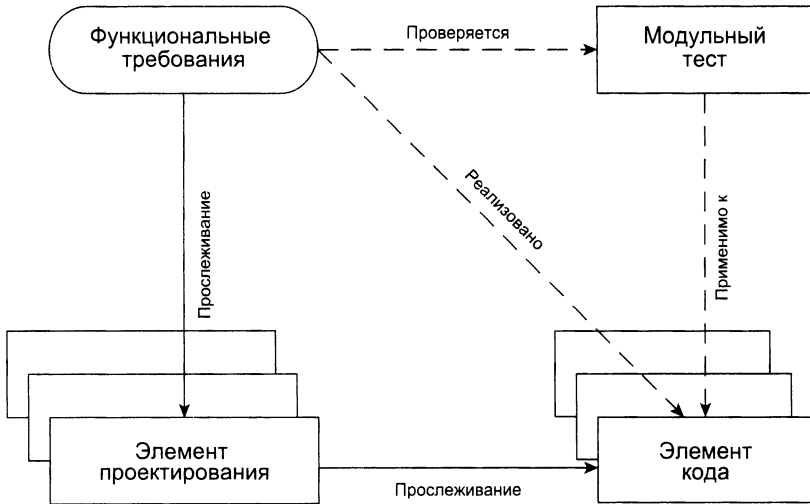 Функциональные
требования
Проверяется
Модульный
тест
Прослеживание
Реализовано
Применимо к
Элемент
проектирования
Прослеживание
Элемент
кода